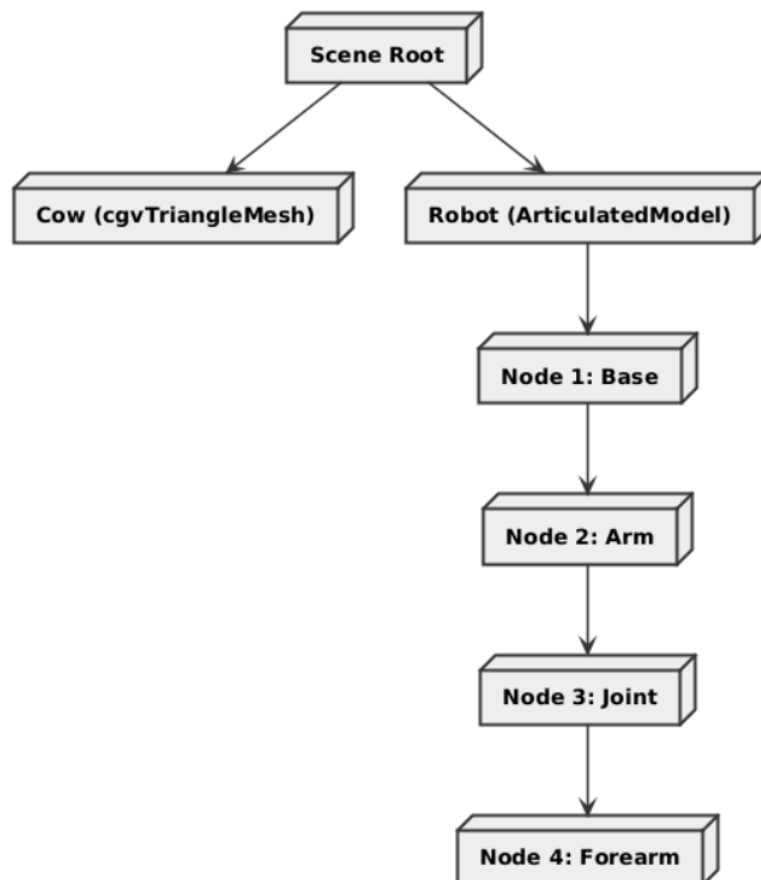 Scene Root
Cow (cgvTriangleMesh)
Robot (ArticulatedModel)
Node 1: Base
Node 2: Arm
Node 3: Joint
Node 4: Forearm